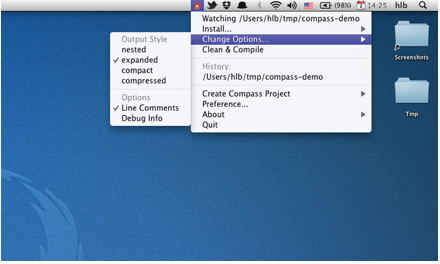 (98%) 14:25 hlb
Watching /Users/hlb/tmp/compass-demo
Install...
Change Options...
Clean & Compile
History:
/Users/hlb/tmp/compass-demo
Create Compass Project
Preference...
About
Quit
Output Style
nested
expanded
compact
compressed
Options
Line Comments
Debug Info
Screenshots
Tmp